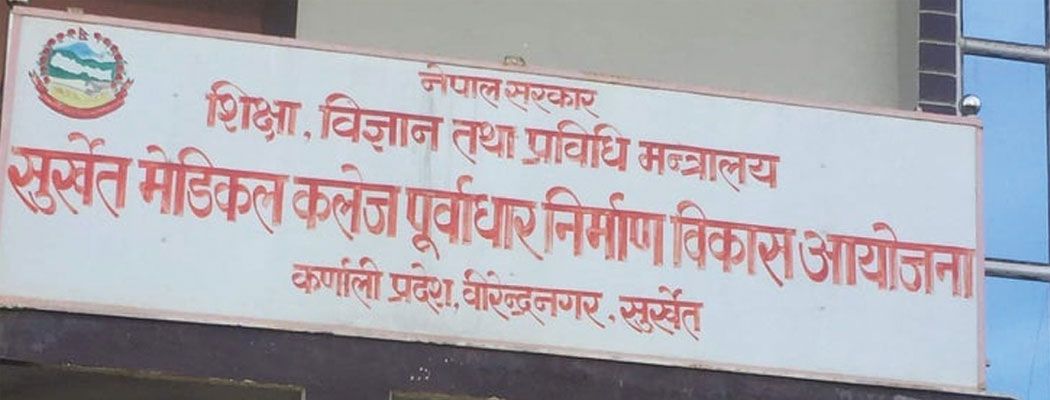 नेपाल सरकार
शिक्षा, विज्ञान तथा प्रविधि मन्त्रालय
सुर्खेत मेडिकल कलेज पूर्वाधार निर्माण विकास आयोजना
कर्णाली प्रदेश, वीरेन्द्रनगर, सुर्खेत